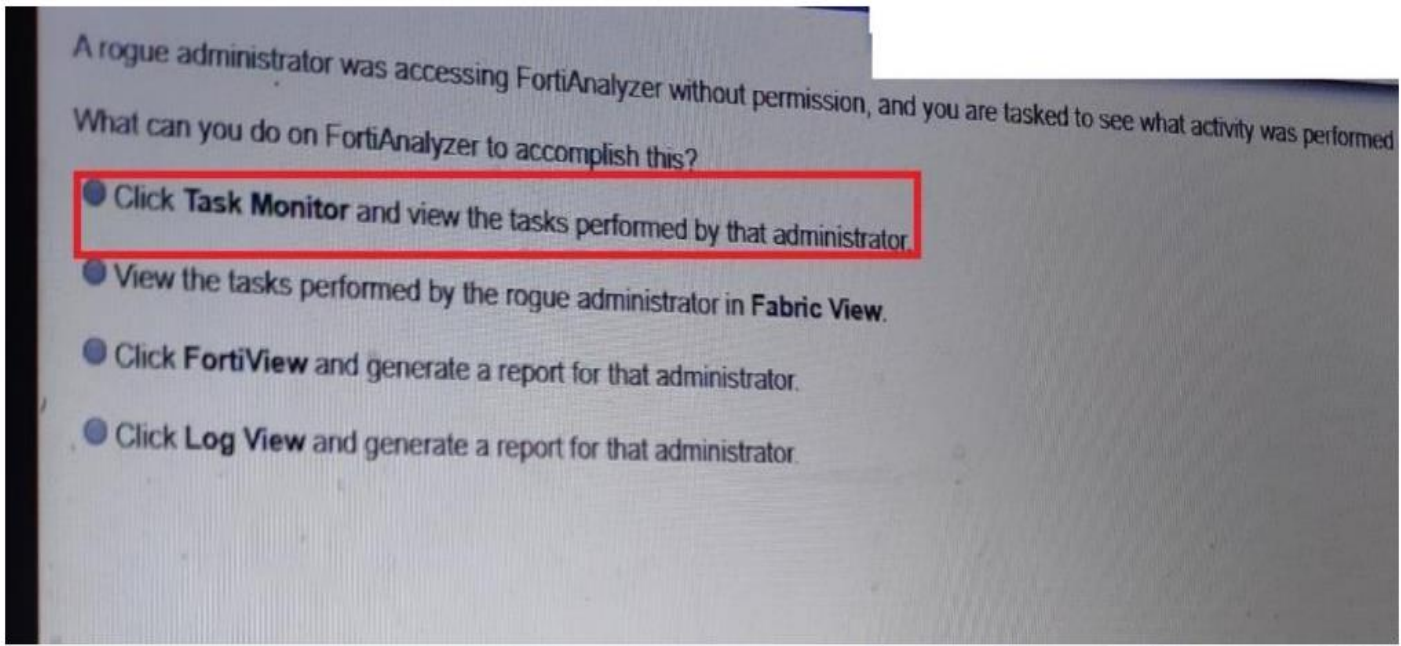 A rogue administrator was accessing FortiAnalyzer without permission, and you are tasked to see what activity was performed
What can you do on FortiAnalyzer to accomplish this?
Click Task Monitor and view the tasks performed by that administrator.
View the tasks performed by the rogue administrator in Fabric View.
Click FortiView and generate a report for that administrator.
Click Log View and generate a report for that administrator.